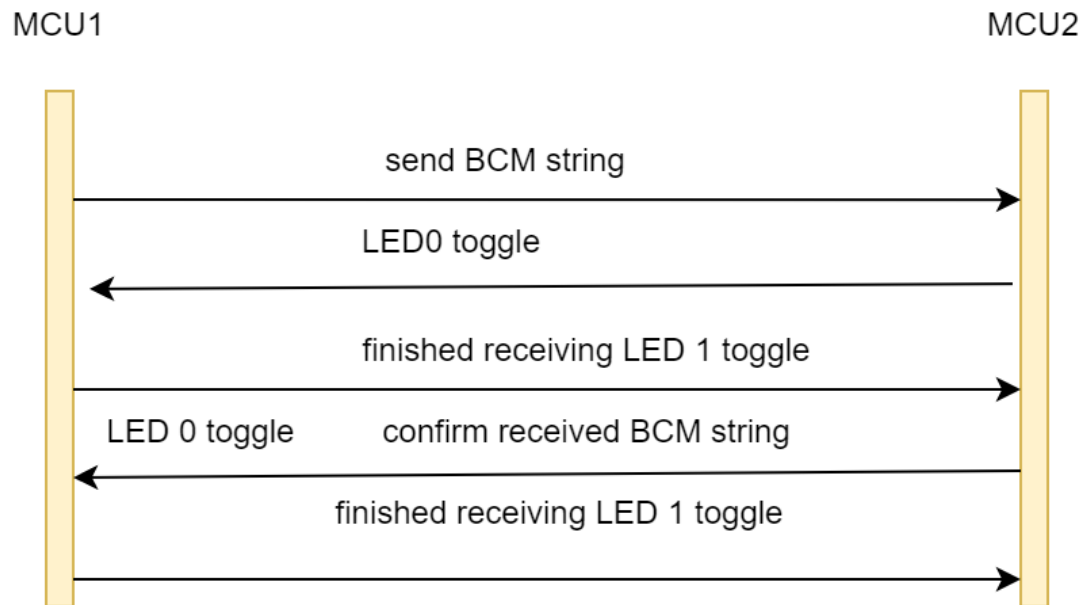 MCU1
MCU2
send BCM string
LED0 toggle
finished receiving LED 1 toggle
LED 0 toggle
confirm received BCM string
finished receiving LED 1 toggle